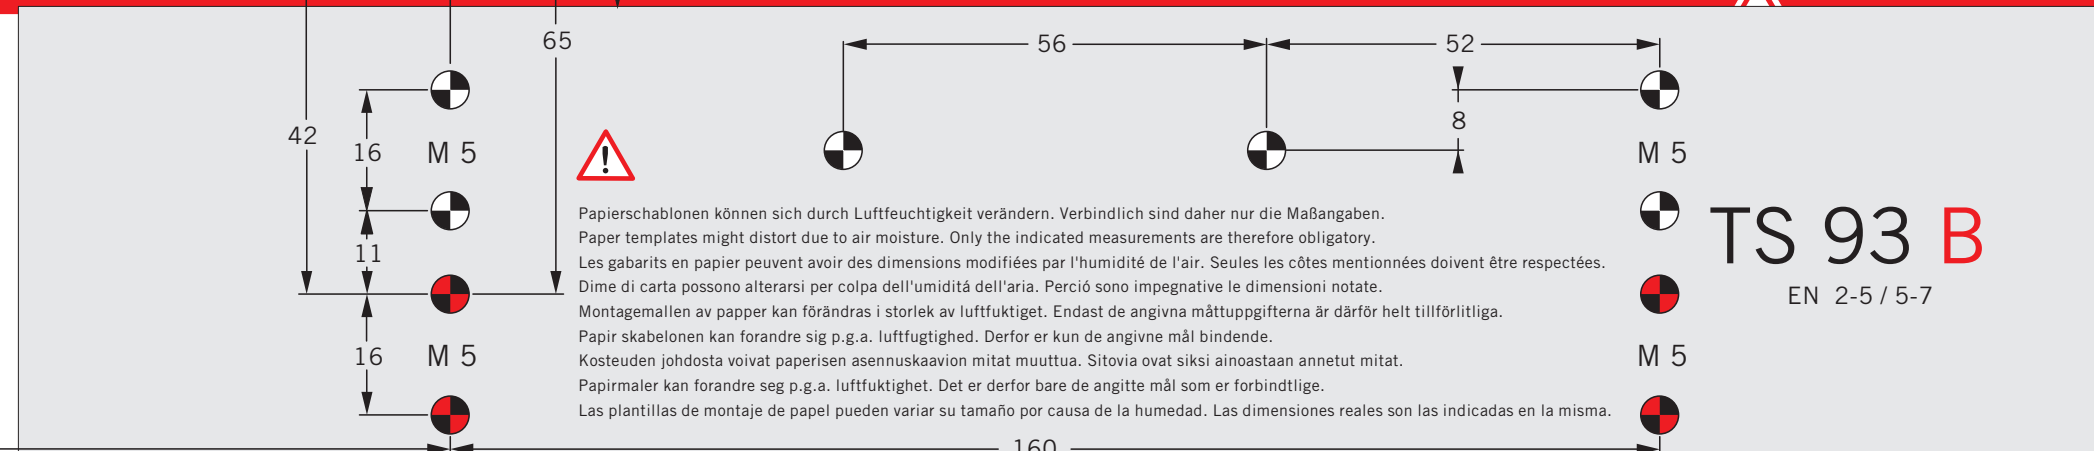 65
56
52
42
16
M 5
8
M 5
11
Papierschablonen können sich durch Luftfeuchtigkeit verändern. Verbindlich sind daher nur die Maßangaben.
Paper templates might distort due to air moisture. Only the indicated measurements are therefore obligatory.
Les gabarits en papier peuvent avoir des dimensions modifiées par l'humidité de l'air. Seules les côtes mentionnées doivent être respectées.
Dime di carta possono alterarsi per colpa dell'umiditá dell'aria. Perció sono impegnative le dimensioni notate.
Montagemallen av papper kan förändras i storlek av luftfuktiget. Endast de angivna måttuppgifterna är därför helt tillförlitliga.
Papir skabelonen kan forandre sig p.g.a. luftfugtighed. Derfor er kun de angivne mål bindende.
Kosteuden johdosta voivat paperisen asennuskaavion mitat muuttua. Sitovia ovat siksi ainoastaan annetut mitat.
Papirmaler kan forandre seg p.g.a. luftfuktighet. Det er derfor bare de angitte mål som er forbindtlige.
Las plantillas de montaje de papel pueden variar su tamaño por causa de la humedad. Las dimensiones reales son las indicadas en la misma.
TS 93 B
EN 2-5 / 5-7
16
M 5
M 5
160